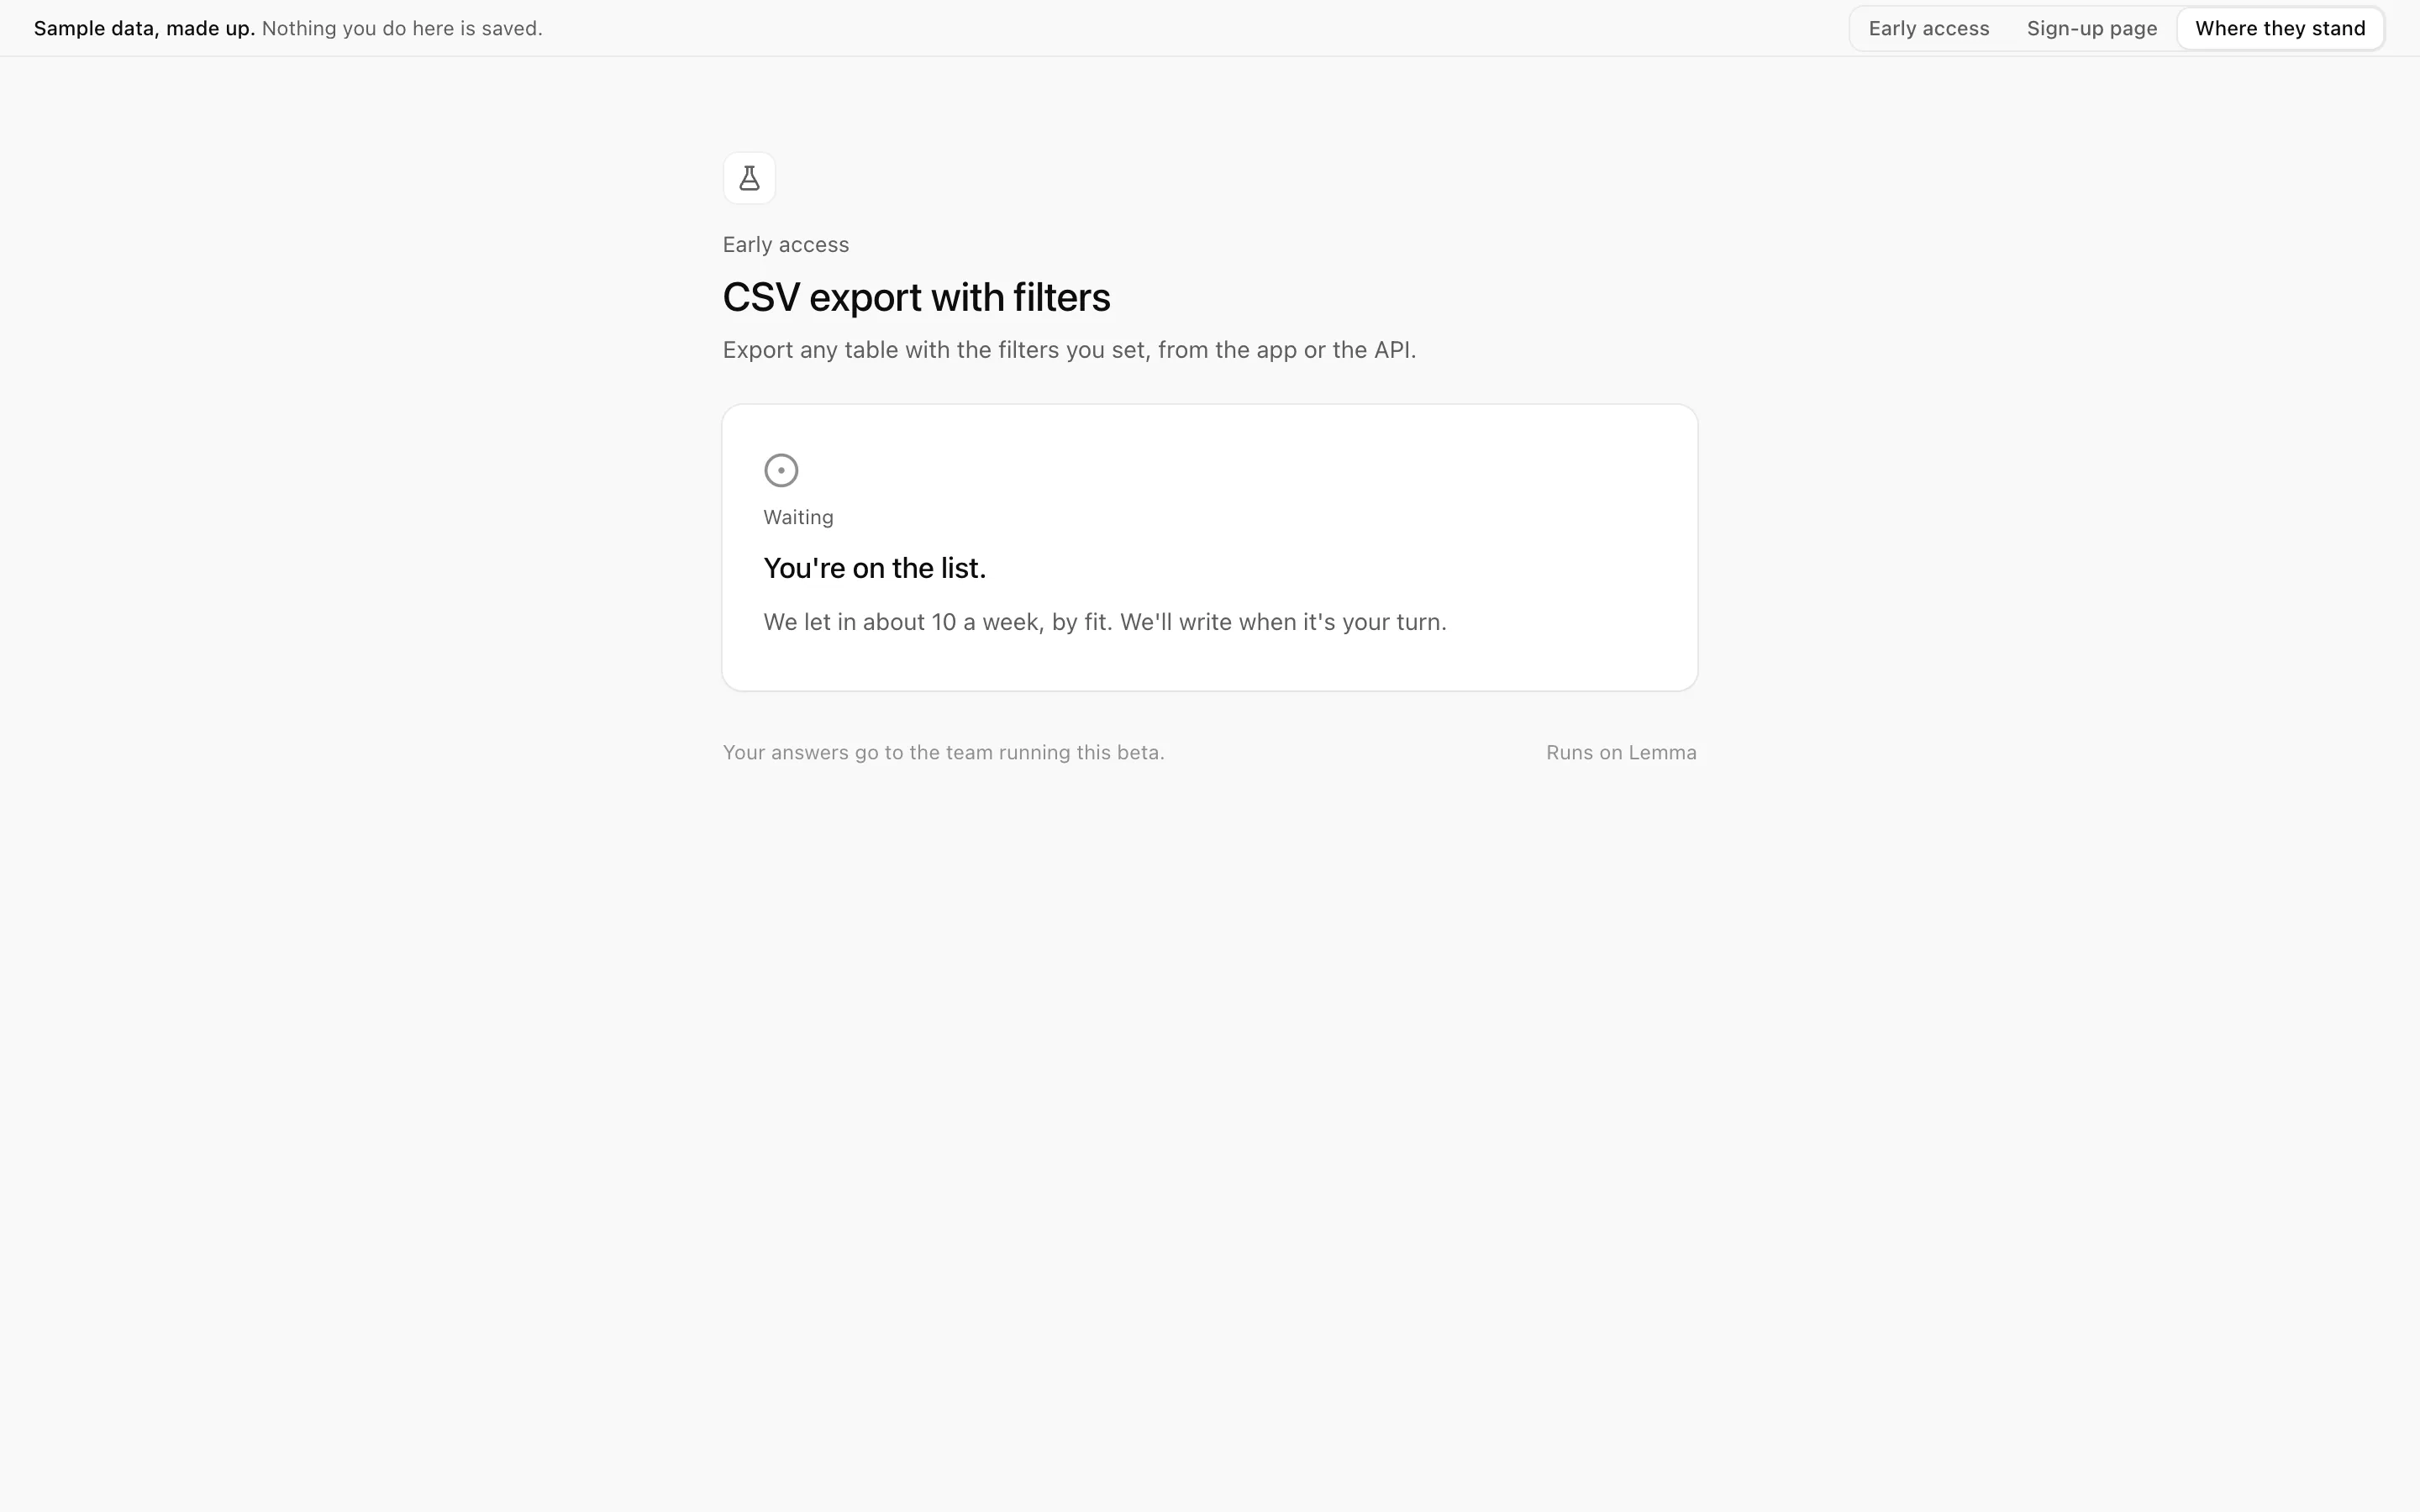 Sample data, made up. Nothing you do here is saved.
Early access
Sign-up page
Where they stand
Early access
CSV export with filters
Export any table with the filters you set, from the app or the API.
Waiting
You're on the list.
We let in about 10 a week, by fit. We'll write when it's your turn.
Your answers go to the team running this beta.
Runs on Lemma